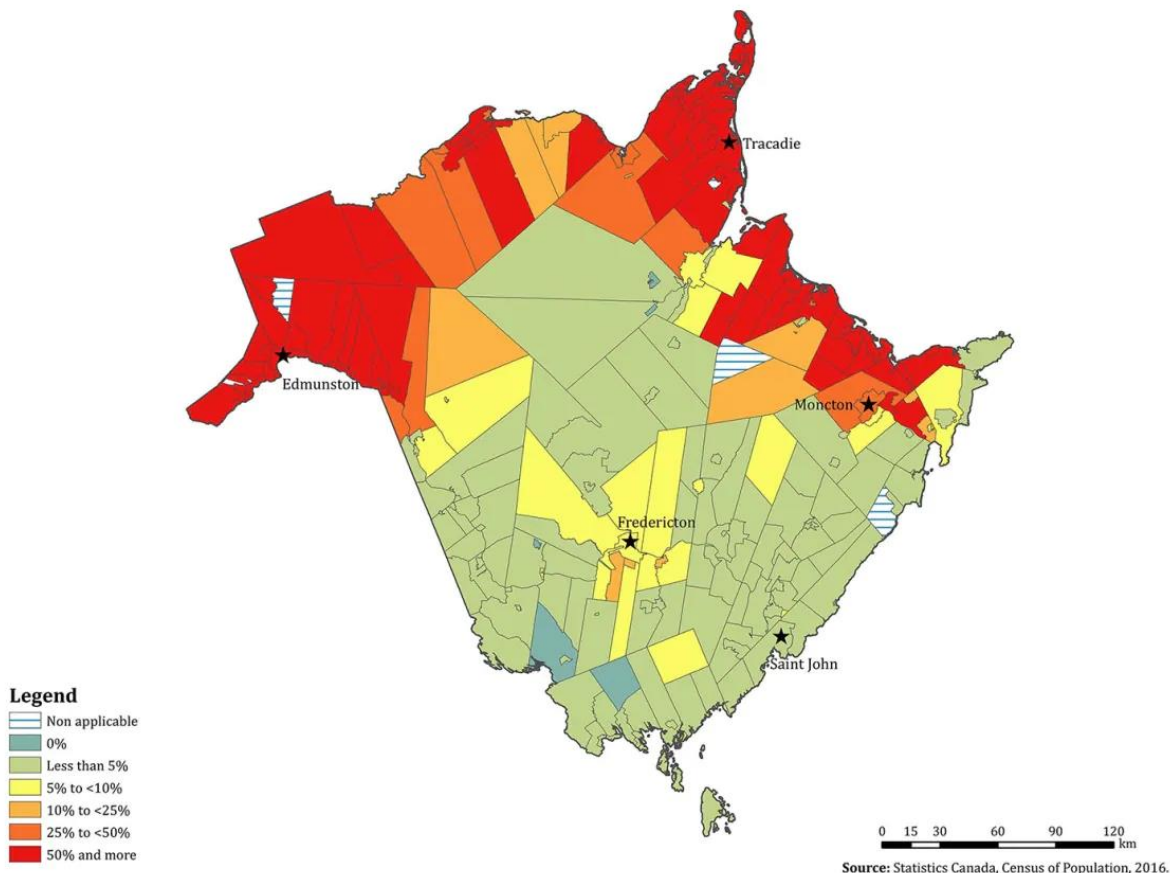 Tracadie
Edmunston
Moncton
Fredericton
Saint John
Legend
Non applicable
0%
Less than 5%
5% to <10%
10% to <25%
25% to <50%
50% and more
0 15 30 60 90 120
km
Source: Statistics Canada, Census of Population, 2016.